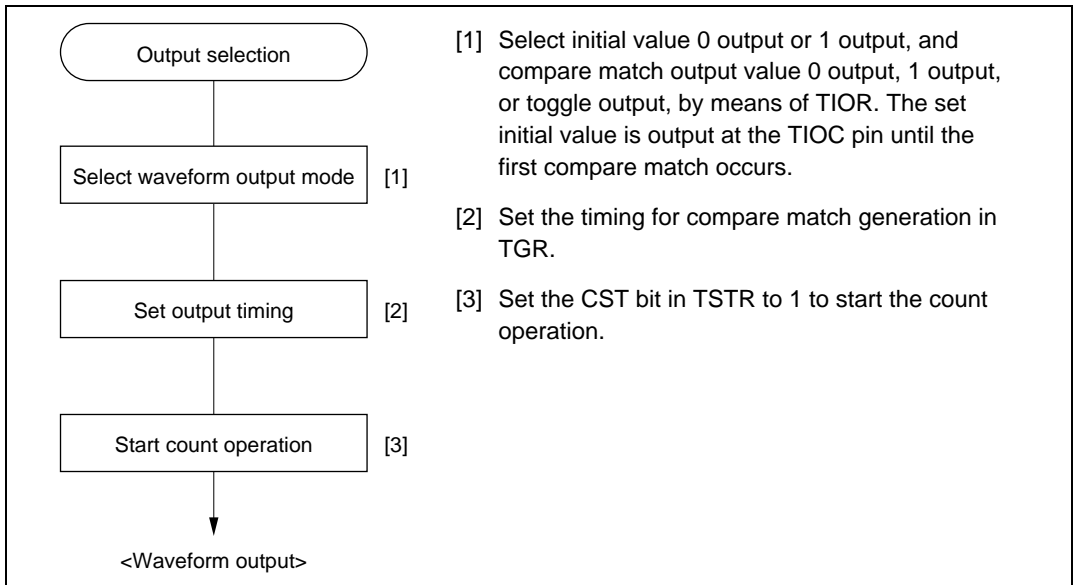 Output selection
Select waveform output mode [1]
Set output timing [2]
Start count operation [3]
<Waveform output>
[1] Select initial value 0 output or 1 output, and
compare match output value 0 output, 1 output,
or toggle output, by means of TIOR. The set
initial value is output at the TIOC pin until the
first compare match occurs.
[2] Set the timing for compare match generation in
TGR.
[3] Set the CST bit in TSTR to 1 to start the count
operation.